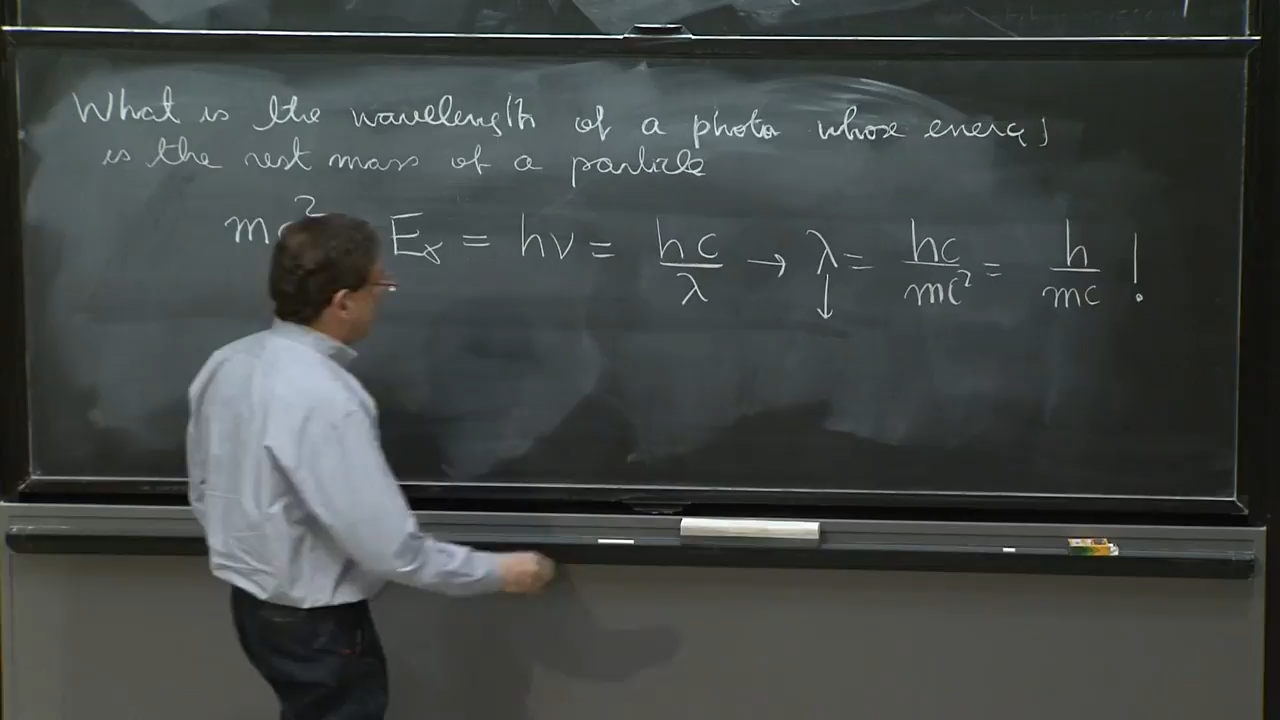 What is the wavelength of a photo whose energy
is the rest mass of a particle
mc² E_γ = hν = hc/λ → λ = hc/mc² = h/mc !